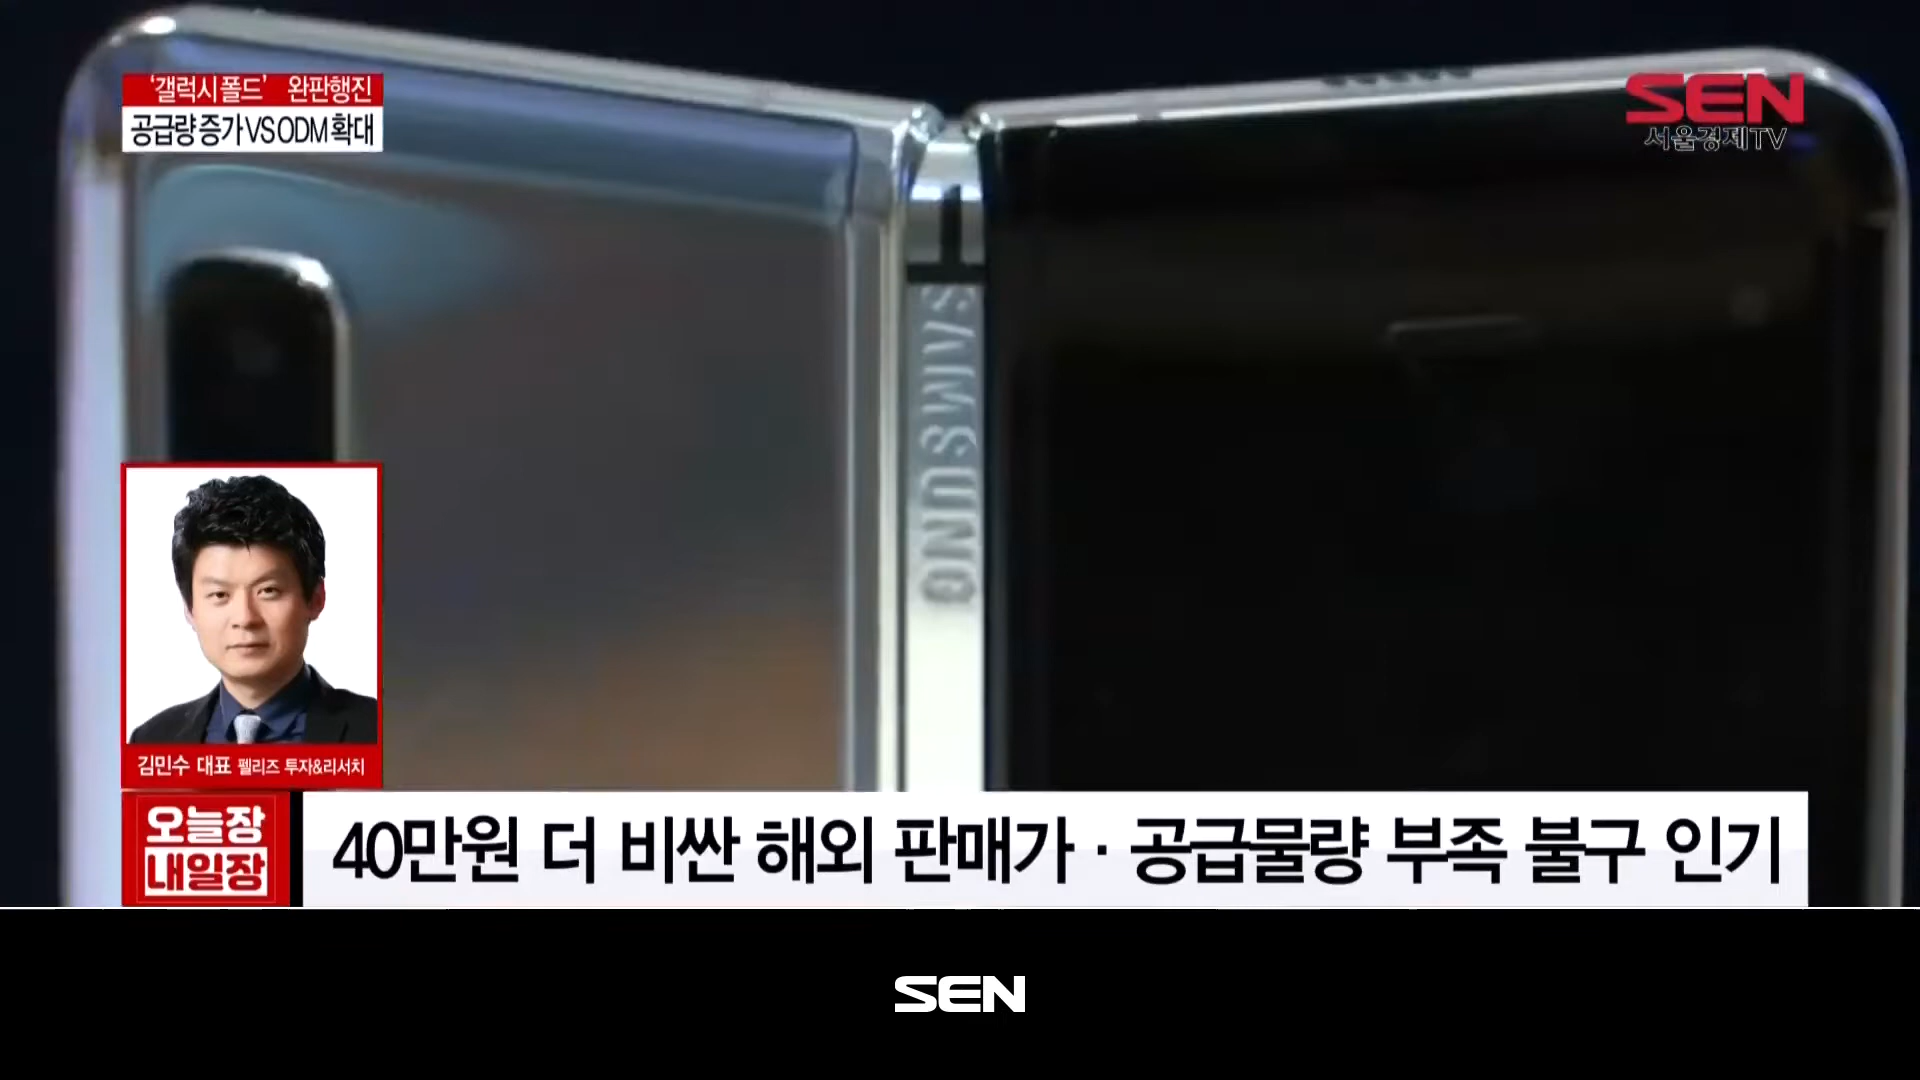 ‘갤럭시폴드’ 완판행진
공급량 증가 VS ODM 확대
SEN
서울경제TV
SAMSUNG
김민수 대표 펠리즈 투자&리서치
오늘장
내일장
40만원 더 비싼 해외 판매가·공급물량 부족 불구 인기
SEN